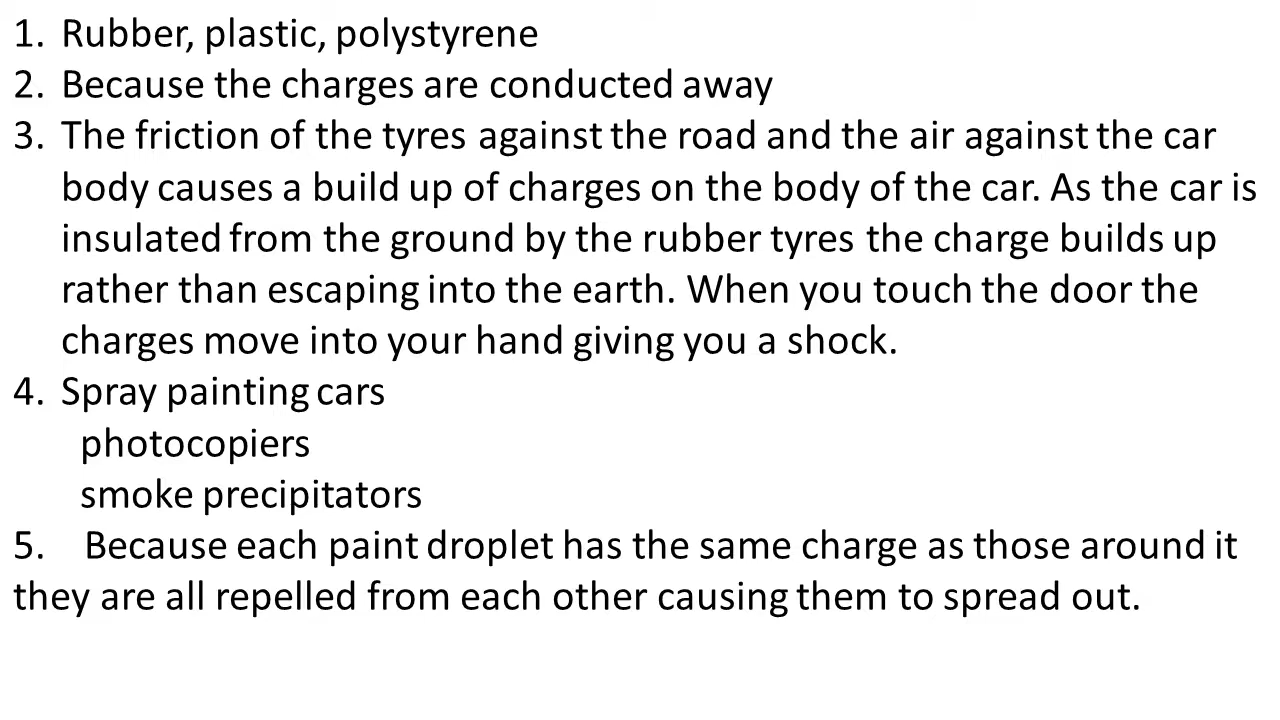 1. Rubber, plastic, polystyrene
2. Because the charges are conducted away
3. The friction of the tyres against the road and the air against the car
body causes a build up of charges on the body of the car. As the car is
insulated from the ground by the rubber tyres the charge builds up
rather than escaping into the earth. When you touch the door the
charges move into your hand giving you a shock.
4. Spray painting cars
photocopiers
smoke precipitators
5. Because each paint droplet has the same charge as those around it
they are all repelled from each other causing them to spread out.